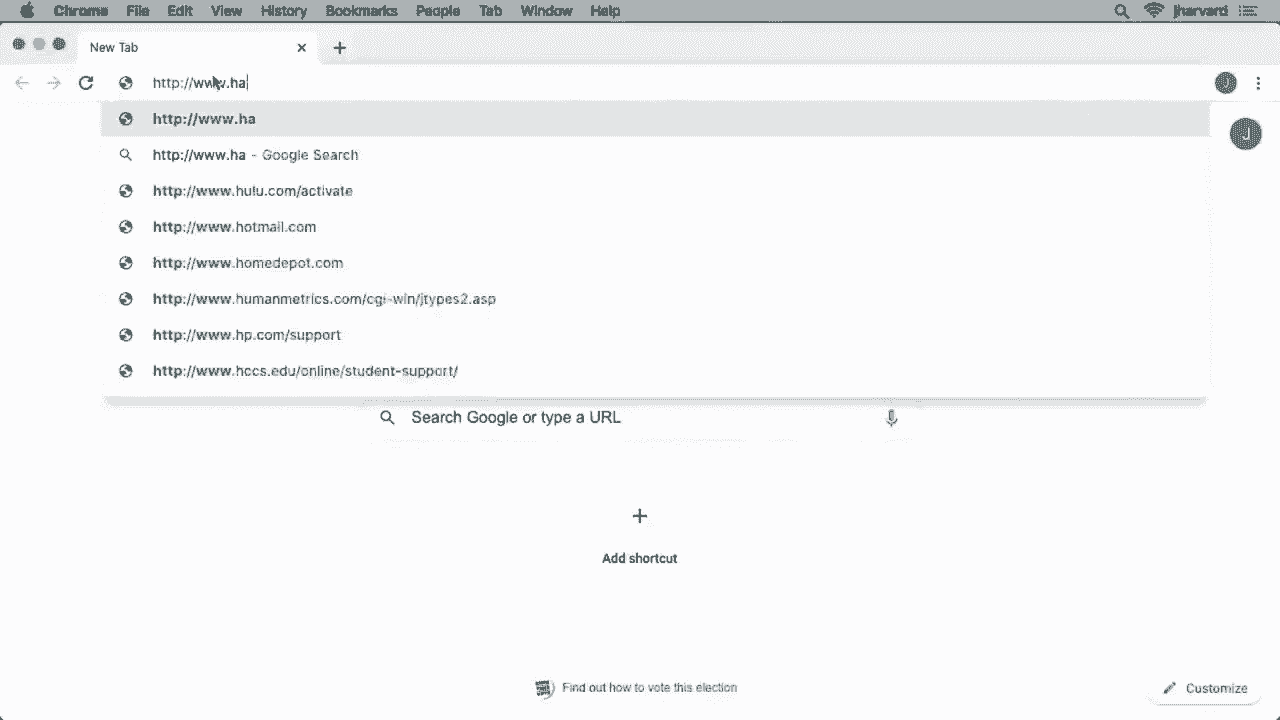 Chrome File Edit View History Bookmarks People Tab Window Help jharvard
New Tab
http://www.ha
http://www.ha
http://www.ha - Google Search
http://www.hulu.com/activate
http://www.hotmail.com
http://www.homedepot.com
http://www.humanmetrics.com/cgi-win/jtypes2.asp
http://www.hp.com/support
http://www.hccs.edu/online/student-support/
J
J
Search Google or type a URL
Add shortcut
Find out how to vote this election
Customize